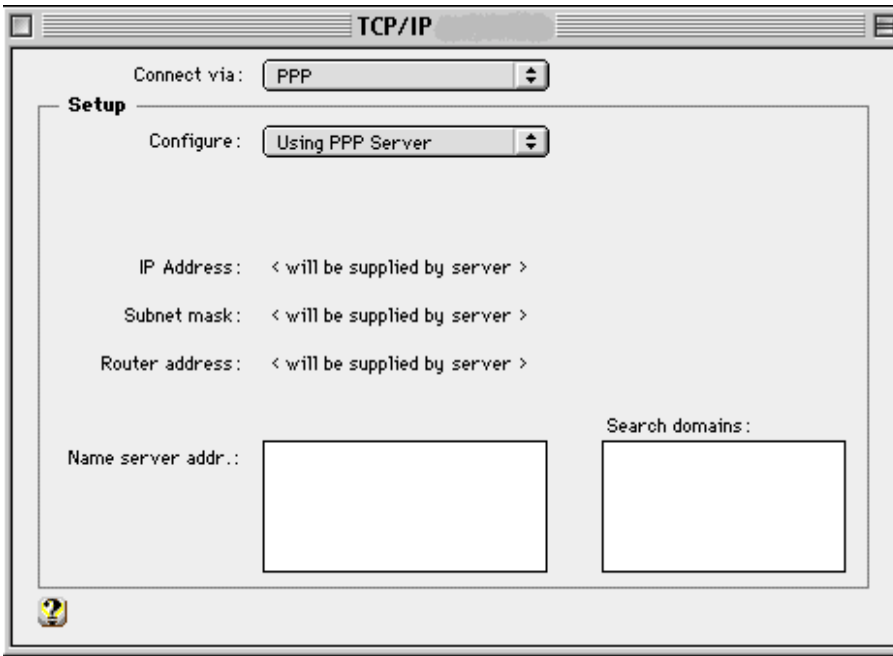 TCP/IP
Connect via: PPP
Setup
Configure: Using PPP Server
IP Address: < will be supplied by server >
Subnet mask: < will be supplied by server >
Router address: < will be supplied by server >
Search domains:
Name server addr.: